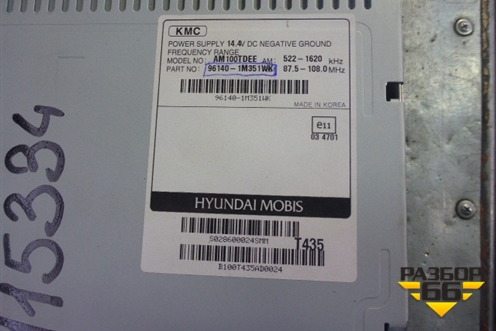 KMC
POWER SUPPLY 14.4V DC NEGATIVE GROUND
FREQUENCY RANGE
MODEL NO: AM100TDEE AM: 522-1620 kHz
PART NO: 96140-1M351WK 87.5-108.0 MHz
96140-1M351WK
MADE IN KOREA
e11
03 4701
HYUNDAI MOBIS
S028600024SMM
T435
B100T435AD0024
15384
РАЗБОР
66